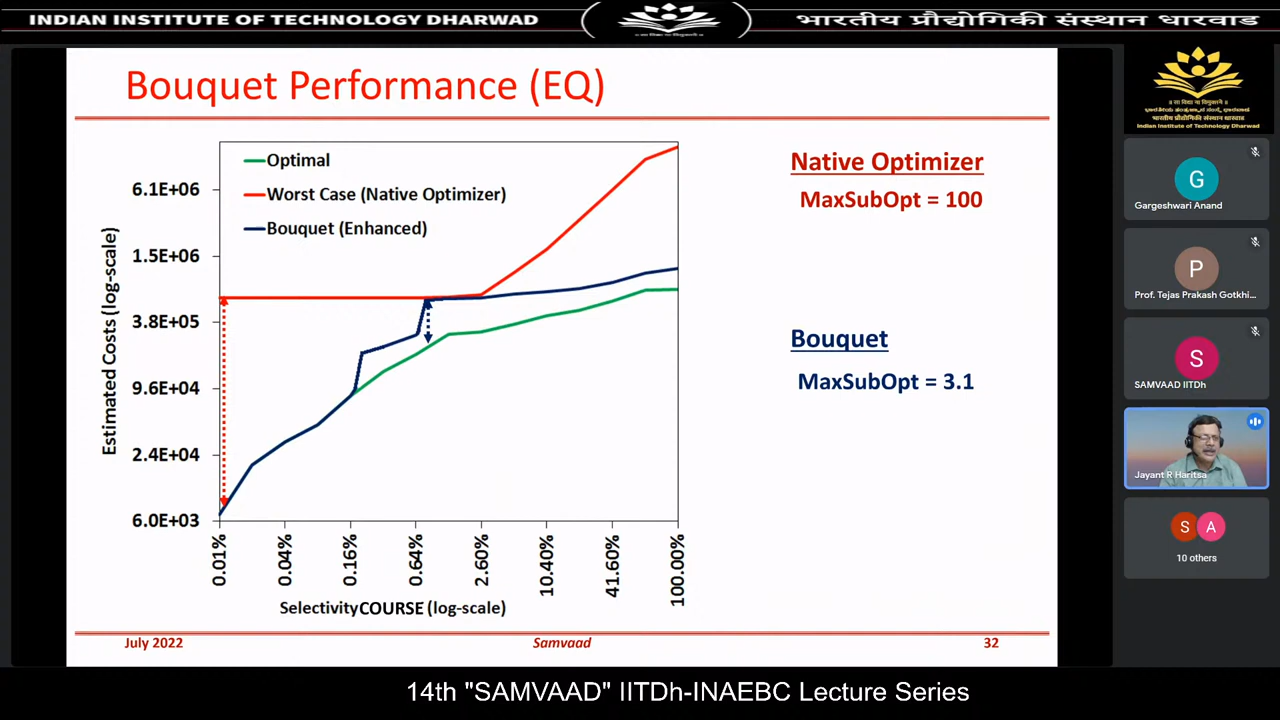 INDIAN INSTITUTE OF TECHNOLOGY DHARWAD
भारतीय प्रौद्योगिकी संस्थान धारवाड
Bouquet Performance (EQ)
Optimal
Worst Case (Native Optimizer)
Bouquet (Enhanced)
Estimated Costs (log-scale)
6.1E+06
1.5E+06
3.8E+05
9.6E+04
2.4E+04
6.0E+03
0.01%
0.04%
0.16%
0.64%
2.60%
10.40%
41.60%
100.00%
SelectivityCOURSE (log-scale)
Native Optimizer
MaxSubOpt = 100
Bouquet
MaxSubOpt = 3.1
July 2022
Samvaad
32
Indian Institute of Technology Dharwad
G
Gargeshwari Anand
P
Prof. Tejas Prakash Gotkhi...
S
SAMVAAD IITDh
Jayant R Haritsa
S
A
10 others
14th "SAMVAAD" IITDh-INAEBC Lecture Series